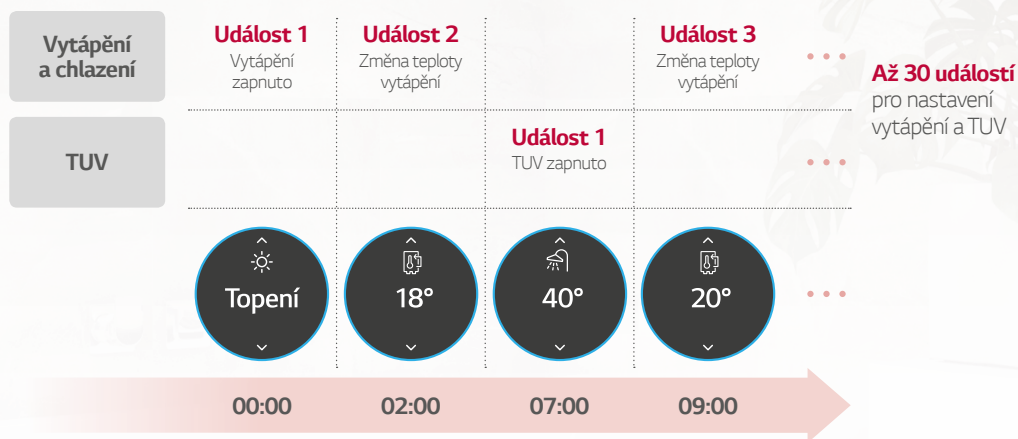 Vytápění
a chlazení
Událost 1
Vytápění
zapnuto
Událost 2
Změna teploty
vytápění
Událost 3
Změna teploty
vytápění
Až 30 událostí
pro nastavení
vytápění a TUV
TUV
Událost 1
TUV zapnuto
Topení
18°
40°
20°
00:00
02:00
07:00
09:00